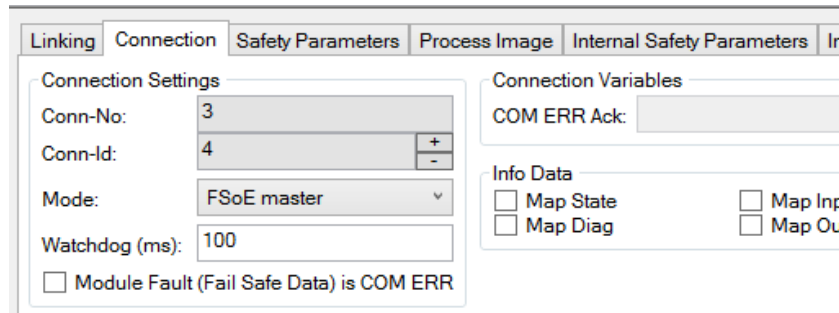 Linking Connection Safety Parameters Process Image Internal Safety Parameters
Connection Settings
Conn-No: 3
Conn-Id: 4 + -
Mode: FSoE master
Watchdog (ms): 100
Module Fault (Fail Safe Data) is COM ERR
Connection Variables
COM ERR Ack:
Info Data
Map State Map
Map Diag Map